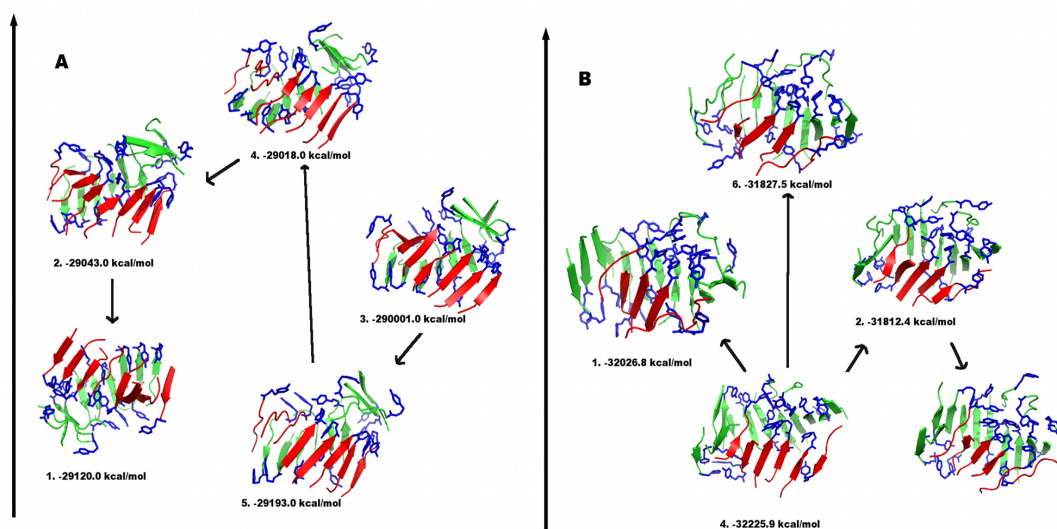 A
4. -29018.0 kcal/mol
2. -29043.0 kcal/mol
3. -290001.0 kcal/mol
1. -29120.0 kcal/mol
5. -29193.0 kcal/mol
B
6. -31827.5 kcal/mol
2. -31812.4 kcal/mol
1. -32026.8 kcal/mol
4. -32225.9 kcal/mol